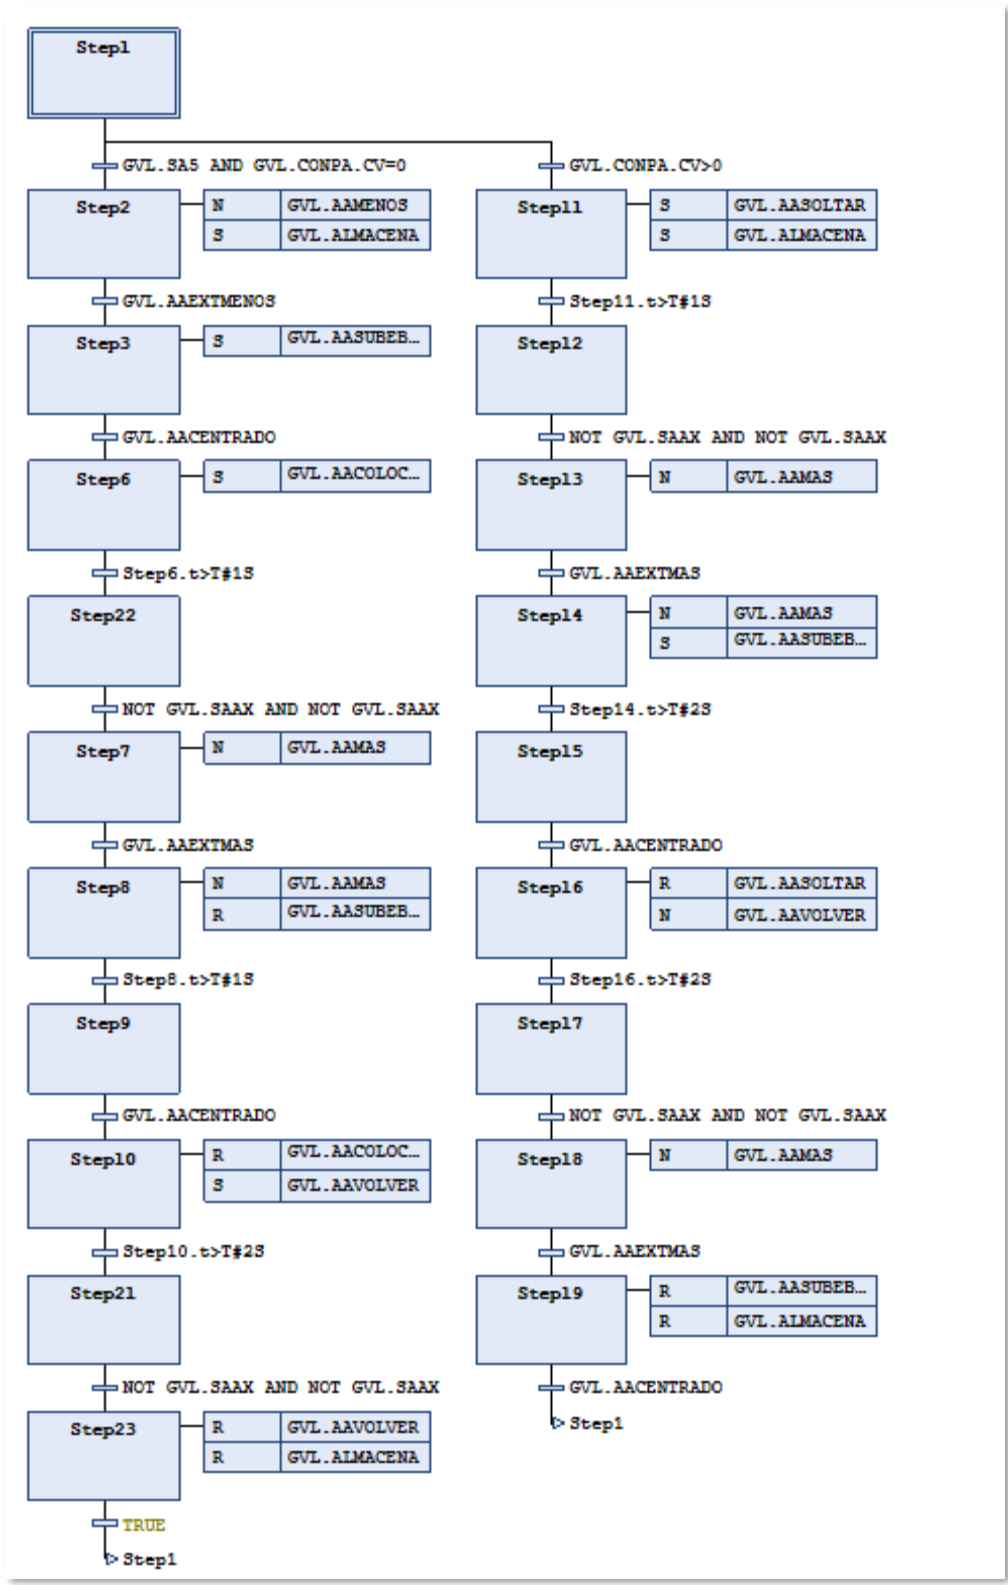 Step1
GVL.SA5 AND GVL.CONPA.CV=0
Step2
N GVL.AAMENOS
S GVL.ALMACENA
GVL.AAEXTMENOS
Step3
S GVL.AASUBEB...
GVL.AACENTRADO
Step6
S GVL.AACOLOC...
Step6.t>T#1S
Step22
NOT GVL.SAAX AND NOT GVL.SAAX
Step7
N GVL.AAMAS
GVL.AAEXTMAS
Step8
N GVL.AAMAS
R GVL.AASUBEB...
Step8.t>T#1S
Step9
GVL.AACENTRADO
Step10
R GVL.AACOLOC...
S GVL.AAVOLVER
Step10.t>T#2S
Step21
NOT GVL.SAAX AND NOT GVL.SAAX
Step23
R GVL.AAVOLVER
R GVL.ALMACENA
TRUE
Step1
GVL.CONPA.CV>0
Step11
S GVL.AASOLTAR
S GVL.ALMACENA
Step11.t>T#1S
Step12
NOT GVL.SAAX AND NOT GVL.SAAX
Step13
N GVL.AAMAS
GVL.AAEXTMAS
Step14
N GVL.AAMAS
S GVL.AASUBEB...
Step14.t>T#2S
Step15
GVL.AACENTRADO
Step16
R GVL.AASOLTAR
N GVL.AAVOLVER
Step16.t>T#2S
Step17
NOT GVL.SAAX AND NOT GVL.SAAX
Step18
N GVL.AAMAS
GVL.AAEXTMAS
Step19
R GVL.AASUBEB...
R GVL.ALMACENA
GVL.AACENTRADO
Step1